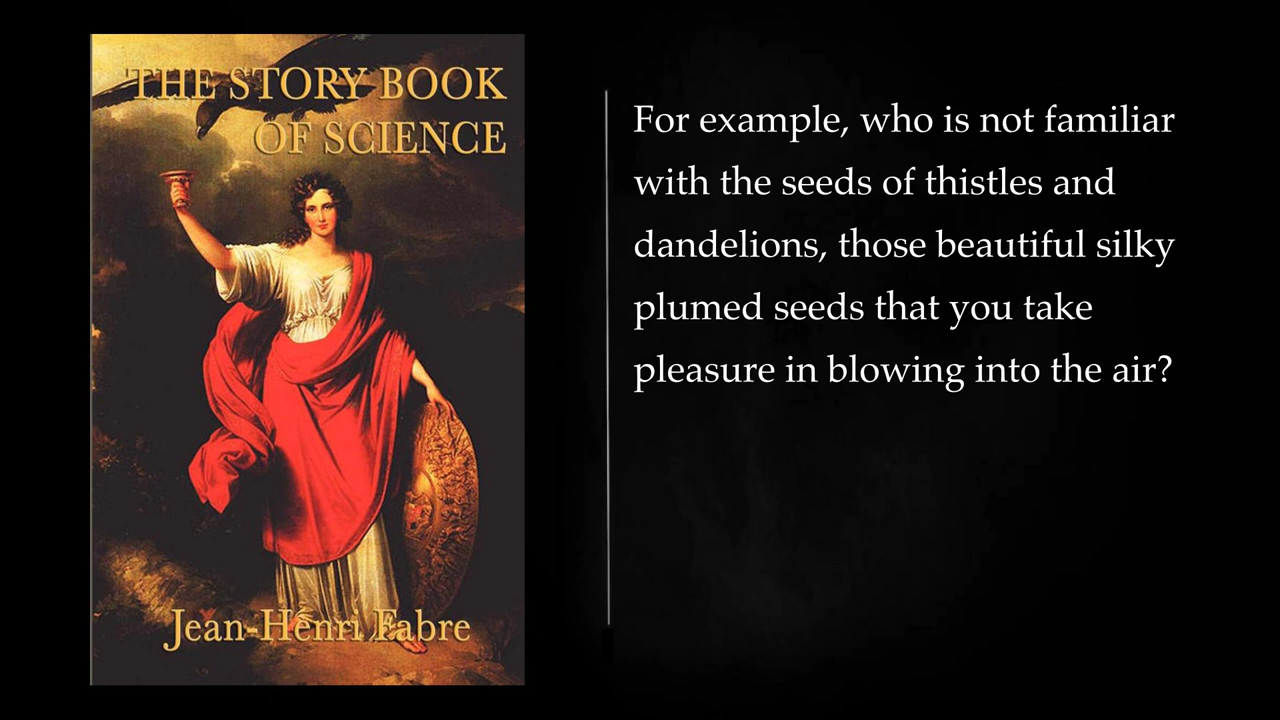 THE STORY BOOK
OF SCIENCE
Jean-Henri Fabre
For example, who is not familiar
with the seeds of thistles and
dandelions, those beautiful silky
plumed seeds that you take
pleasure in blowing into the air?